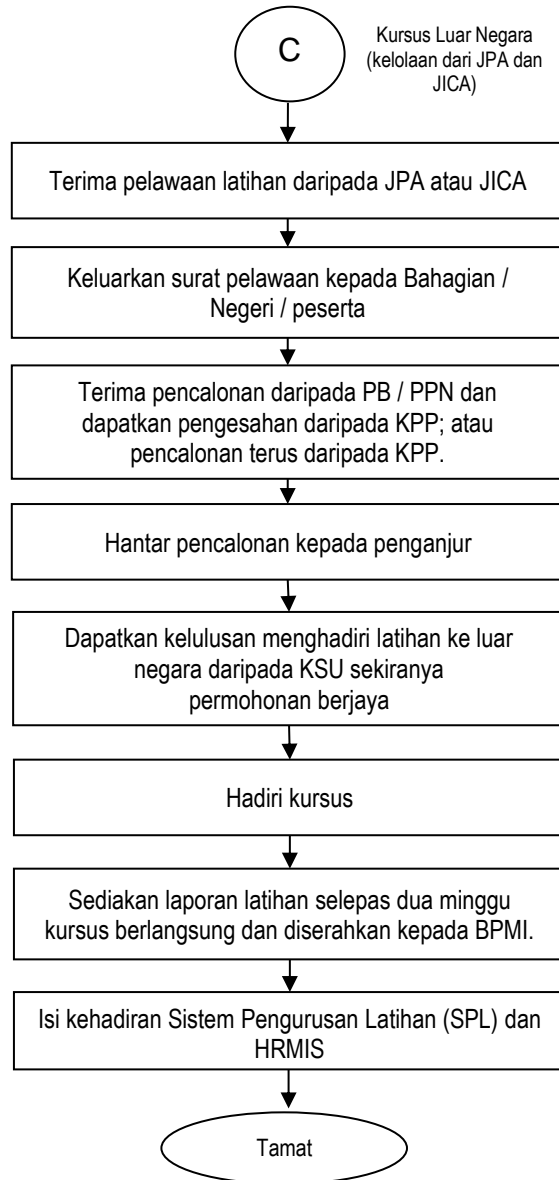 C
Kursus Luar Negara
(kelolaan dari JPA dan
JICA)
Terima pelawaan latihan daripada JPA atau JICA
Keluarkan surat pelawaan kepada Bahagian /
Negeri / peserta
Terima pencalonan daripada PB / PPN dan
dapatkan pengesahan daripada KPP; atau
pencalonan terus daripada KPP.
Hantar pencalonan kepada penganjur
Dapatkan kelulusan menghadiri latihan ke luar
negara daripada KSU sekiranya
permohonan berjaya
Hadiri kursus
Sediakan laporan latihan selepas dua minggu
kursus berlangsung dan diserahkan kepada BPMI.
Isi kehadiran Sistem Pengurusan Latihan (SPL) dan
HRMIS
Tamat